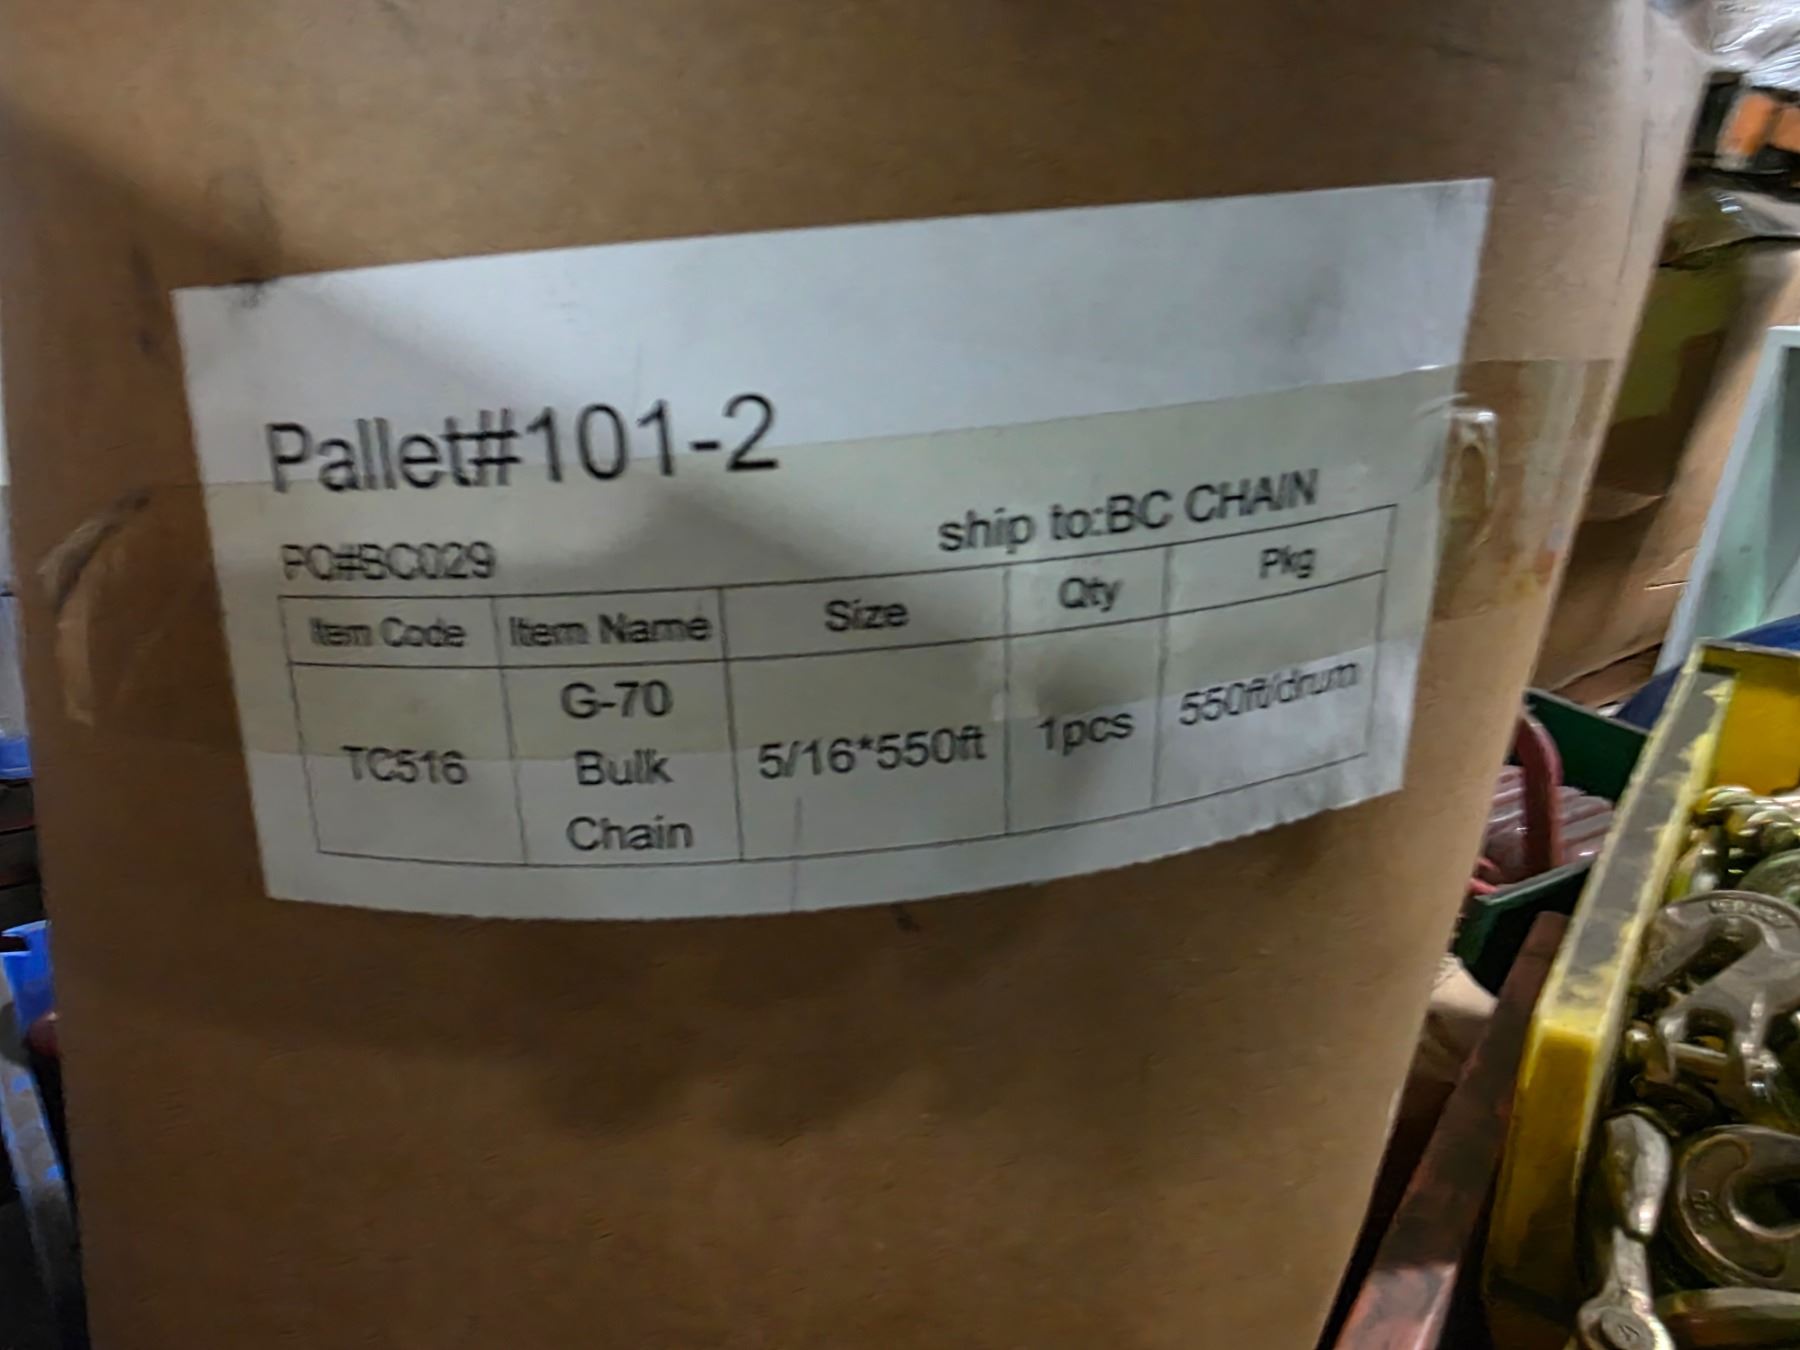 Pallet#101-2
PO#BC029
ship to:BC CHAIN
Item Code Item Name Size Qty Pkg
TC516 G-70 Bulk Chain 5/16*550ft 1pcs 550ft/drum